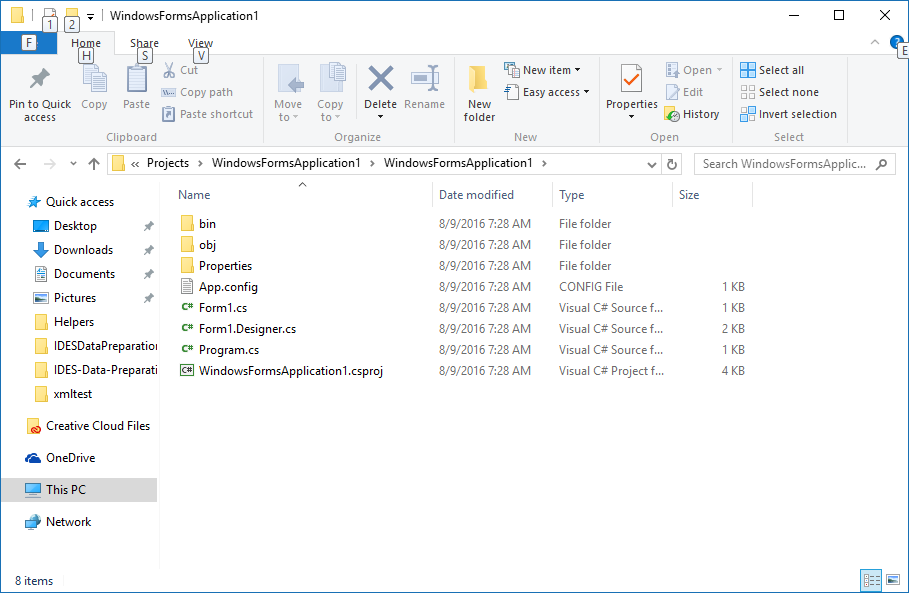 WindowsFormsApplication1
1 2
F Home Share View
H S V E
Pin to Quick access
Copy
Paste
Cut
Copy path
Paste shortcut
Clipboard
Move to
Copy to
Delete
Rename
Organize
New folder
New item
Easy access
New
Properties
Open
Edit
History
Open
Select all
Select none
Invert selection
Select
« Projects › WindowsFormsApplication1 › WindowsFormsApplication1 ›
Search WindowsFormsApplic...
Quick access
Desktop
Downloads
Documents
Pictures
Helpers
IDESDataPreparation
IDES-Data-Preparati
xmltest
Creative Cloud Files
OneDrive
This PC
Network
Name Date modified Type Size
bin 8/9/2016 7:28 AM File folder
obj 8/9/2016 7:28 AM File folder
Properties 8/9/2016 7:28 AM File folder
App.config 8/9/2016 7:28 AM CONFIG File 1 KB
C# Form1.cs 8/9/2016 7:28 AM Visual C# Source f... 1 KB
C# Form1.Designer.cs 8/9/2016 7:28 AM Visual C# Source f... 2 KB
C# Program.cs 8/9/2016 7:28 AM Visual C# Source f... 1 KB
C# WindowsFormsApplication1.csproj 8/9/2016 7:28 AM Visual C# Project f... 4 KB
8 items